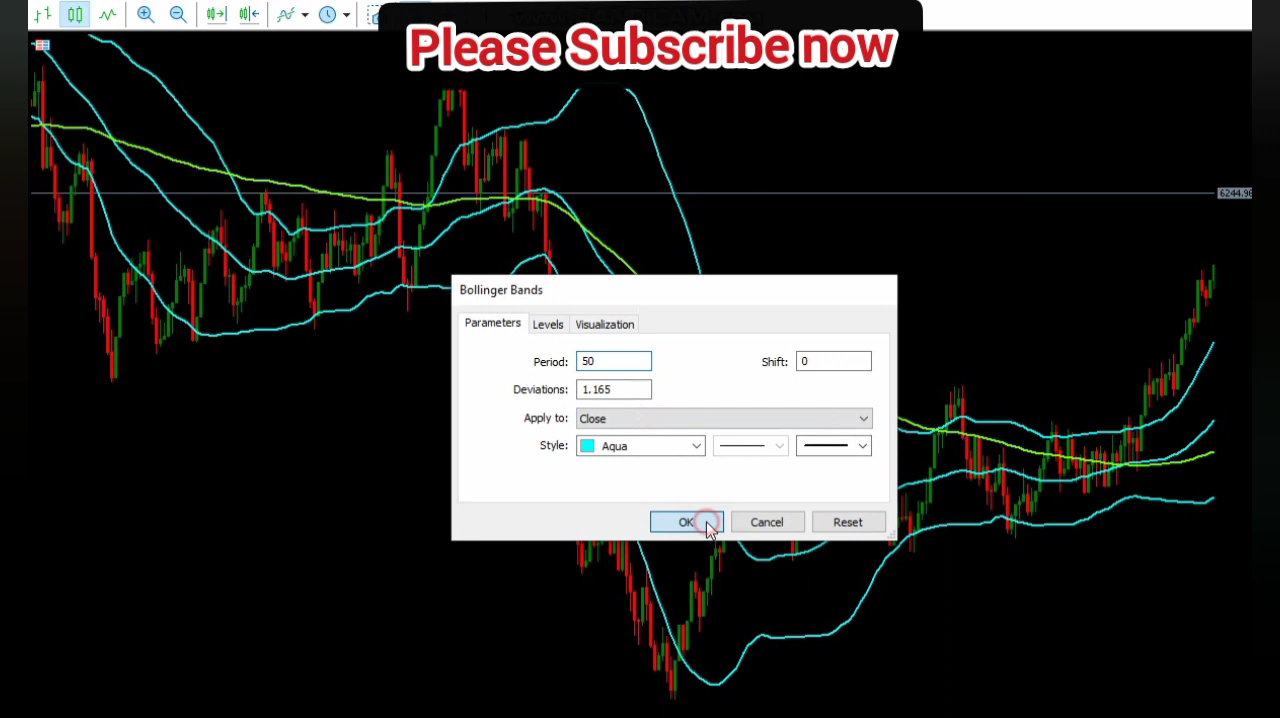 Please Subscribe now
6244.98
Bollinger Bands
Parameters Levels Visualization
Period: 50 Shift: 0
Deviations: 1.165
Apply to: Close
Style: Aqua
OK Cancel Reset